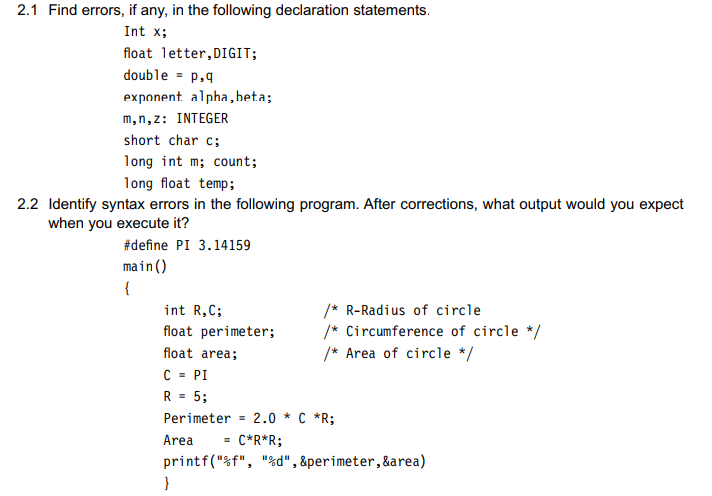 2.1 Find errors, if any, in the following declaration statements.
Int x;
float letter,DIGIT;
double = p,q
exponent alpha,beta;
m,n,z: INTEGER
short char c;
long int m; count;
long float temp;
2.2 Identify syntax errors in the following program. After corrections, what output would you expect
when you execute it?
#define PI 3.14159
main()
{
int R,C; /* R-Radius of circle
float perimeter; /* Circumference of circle */
float area; /* Area of circle */
C = PI
R = 5;
Perimeter = 2.0 * C *R;
Area = C*R*R;
printf("%f", "%d",&perimeter,&area)
}